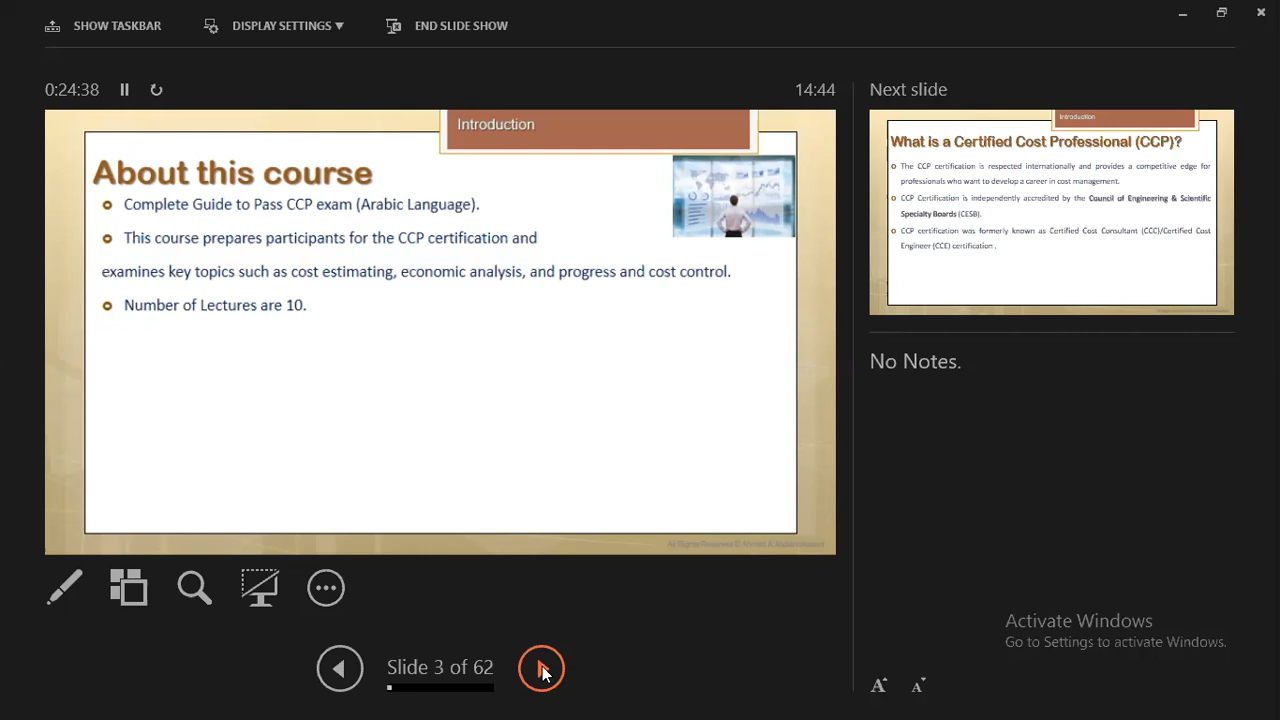 SHOW TASKBAR
DISPLAY SETTINGS ▼
END SLIDE SHOW
0:24:38
14:44
Introduction
About this course
Complete Guide to Pass CCP exam (Arabic Language).
This course prepares participants for the CCP certification and
examines key topics such as cost estimating, economic analysis, and progress and cost control.
Number of Lectures are 10.
All Rights Reserved © Ahmed A.
Slide 3 of 62
Next slide
Introduction
What is a Certified Cost Professional (CCP)?
The CCP certification is respected internationally and provides a competitive edge for
professionals who want to develop a career in cost management.
CCP Certification is independently accredited by the Council of Engineering & Scientific
Specialty Boards (CESB).
CCP certification was formerly known as Certified Cost Consultant (CCC)/Certified Cost
Engineer (CCE) certification .
No Notes.
Activate Windows
Go to Settings to activate Windows.
A A